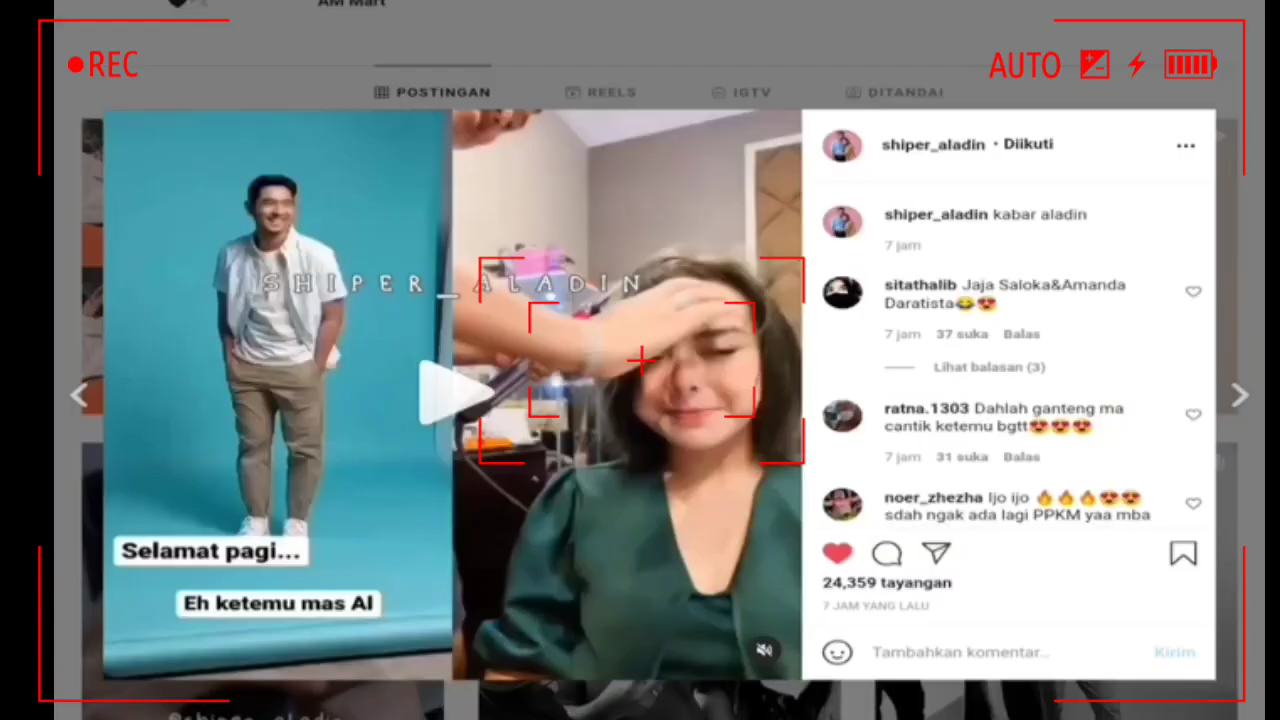 AM Mart
REC
AUTO
POSTINGAN
REELS
IGTV
DITANDAI
SHIPER_ALADIN
Selamat pagi...
Eh ketemu mas Al
shiper_aladin • Diikuti
shiper_aladin kabar aladin
7 jam
sitathalib Jaja Saloka&Amanda
Daratista😂😍
7 jam 37 suka Balas
Lihat balasan (3)
ratna.1303 Dahlah ganteng ma
cantik ketemu bgtt😍😍😍
7 jam 31 suka Balas
noer_zhezha Ijo ijo 🔥🔥🔥😍😍
sdah ngak ada lagi PPKM yaa mba
24,359 tayangan
7 JAM YANG LALU
Tambahkan komentar...
Kirim